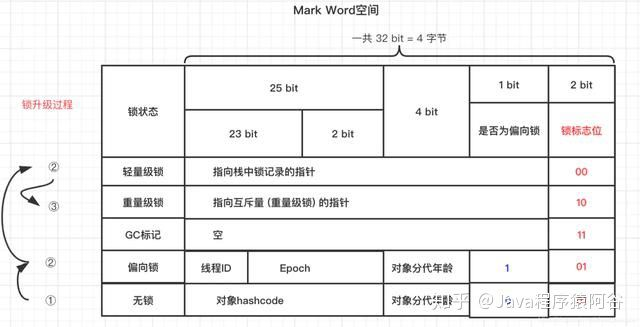 Mark Word空间
一共 32 bit = 4 字节
锁升级过程
锁状态
25 bit
4 bit
1 bit
2 bit
23 bit
2 bit
是否为偏向锁
锁标志位
② 轻量级锁 指向栈中锁记录的指针 00
③ 重量级锁 指向互斥量 (重量级锁) 的指针 10
GC标记 空 11
② 偏向锁 线程ID Epoch 对象分代年龄 1 01
① 无锁 对象hashcode 对象分代年龄
知乎 @Java程序猿阿谷